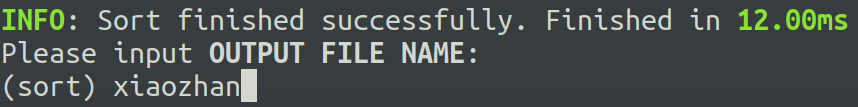 INFO: Sort finished successfully. Finished in 12.00ms
Please input OUTPUT FILE NAME:
(sort) xiaozhan